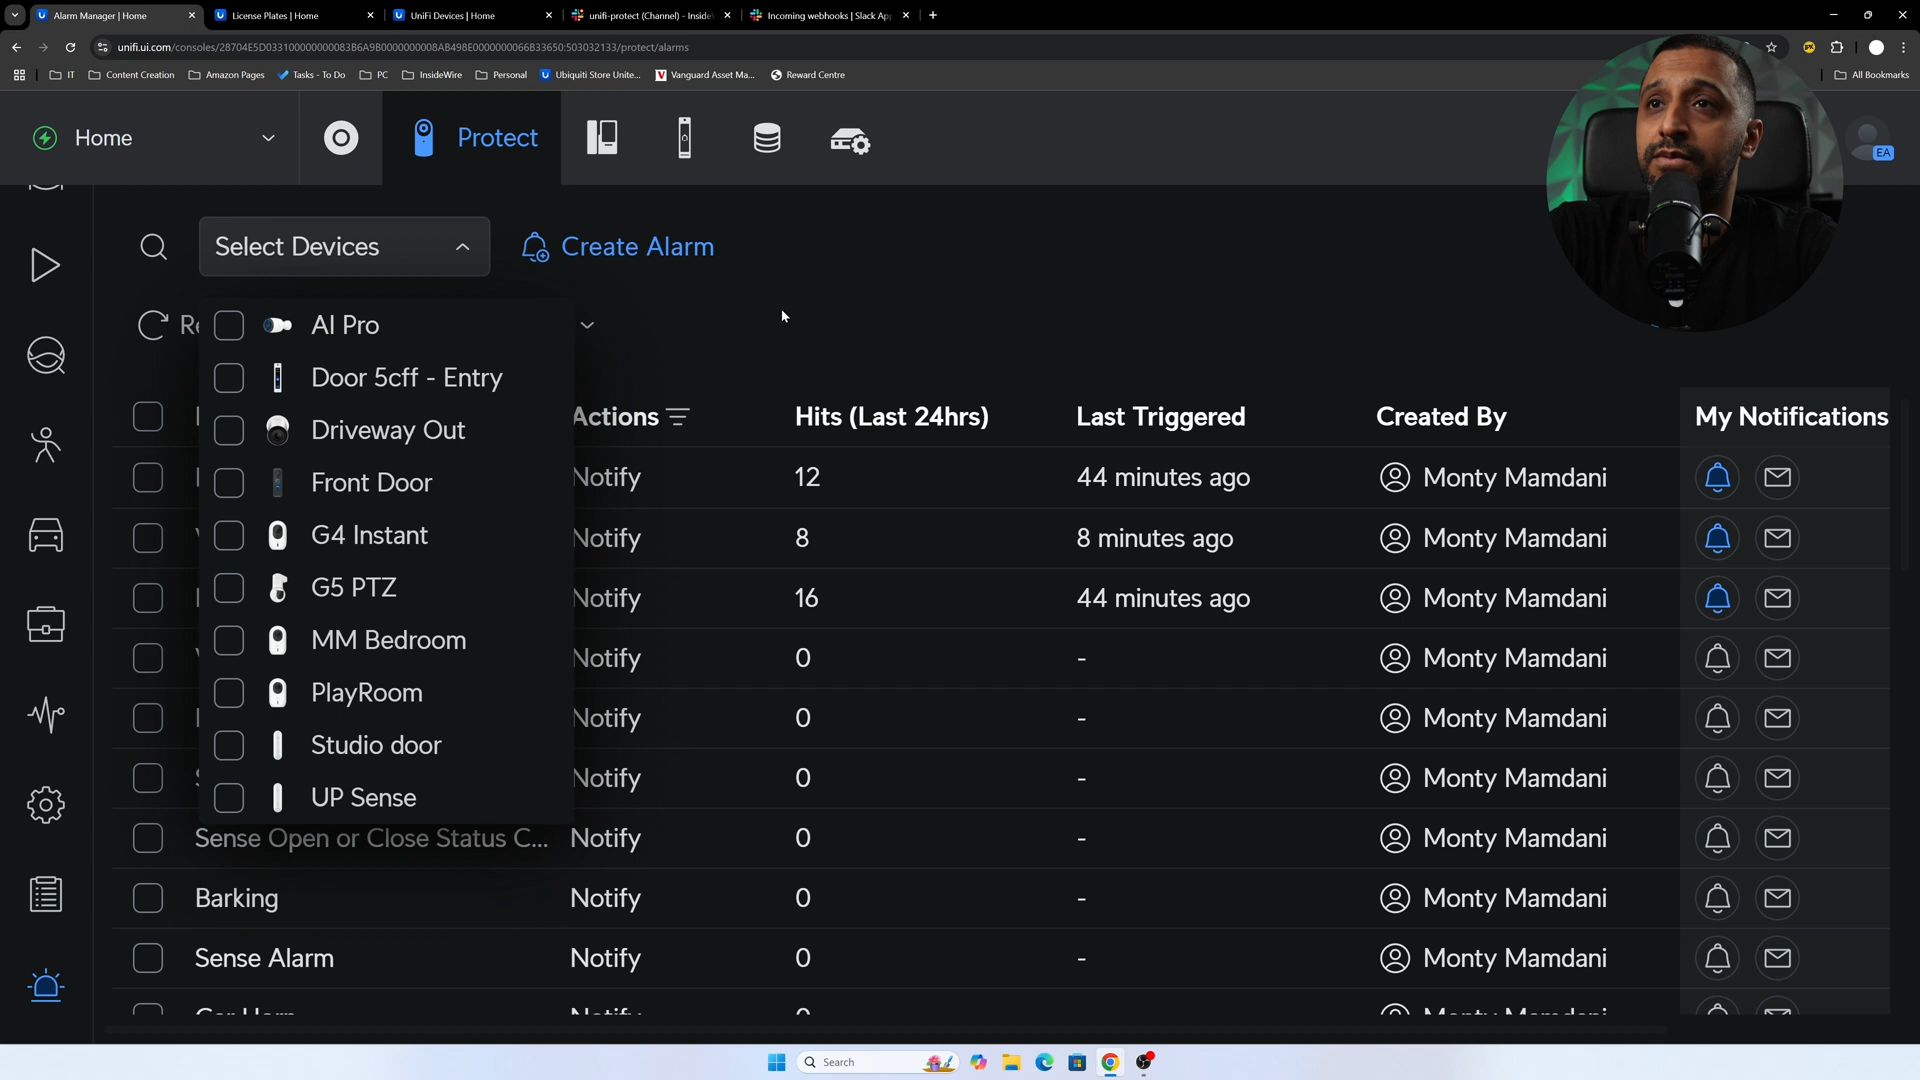 Alarm Manager | Home
License Plates | Home
UniFi Devices | Home
unifi-protect (Channel) - Inside
Incoming webhooks | Slack App
unifi.ui.com/consoles/28704E5D033100000000083B6A9B0000000008AB498E0000000066B33650:503032133/protect/alarms
IT
Content Creation
Amazon Pages
Tasks - To Do
PC
InsideWire
Personal
Ubiquiti Store Unite...
Vanguard Asset Ma...
Reward Centre
All Bookmarks
Home
Protect
EA
Select Devices
Create Alarm
AI Pro
Door 5cff - Entry
Driveway Out
Front Door
G4 Instant
G5 PTZ
MM Bedroom
PlayRoom
Studio door
UP Sense
Actions Hits (Last 24hrs) Last Triggered Created By My Notifications
Notify 12 44 minutes ago Monty Mamdani
Notify 8 8 minutes ago Monty Mamdani
Notify 16 44 minutes ago Monty Mamdani
Notify 0 - Monty Mamdani
Notify 0 - Monty Mamdani
Notify 0 - Monty Mamdani
Sense Open or Close Status C... Notify 0 - Monty Mamdani
Barking Notify 0 - Monty Mamdani
Sense Alarm Notify 0 - Monty Mamdani
Search